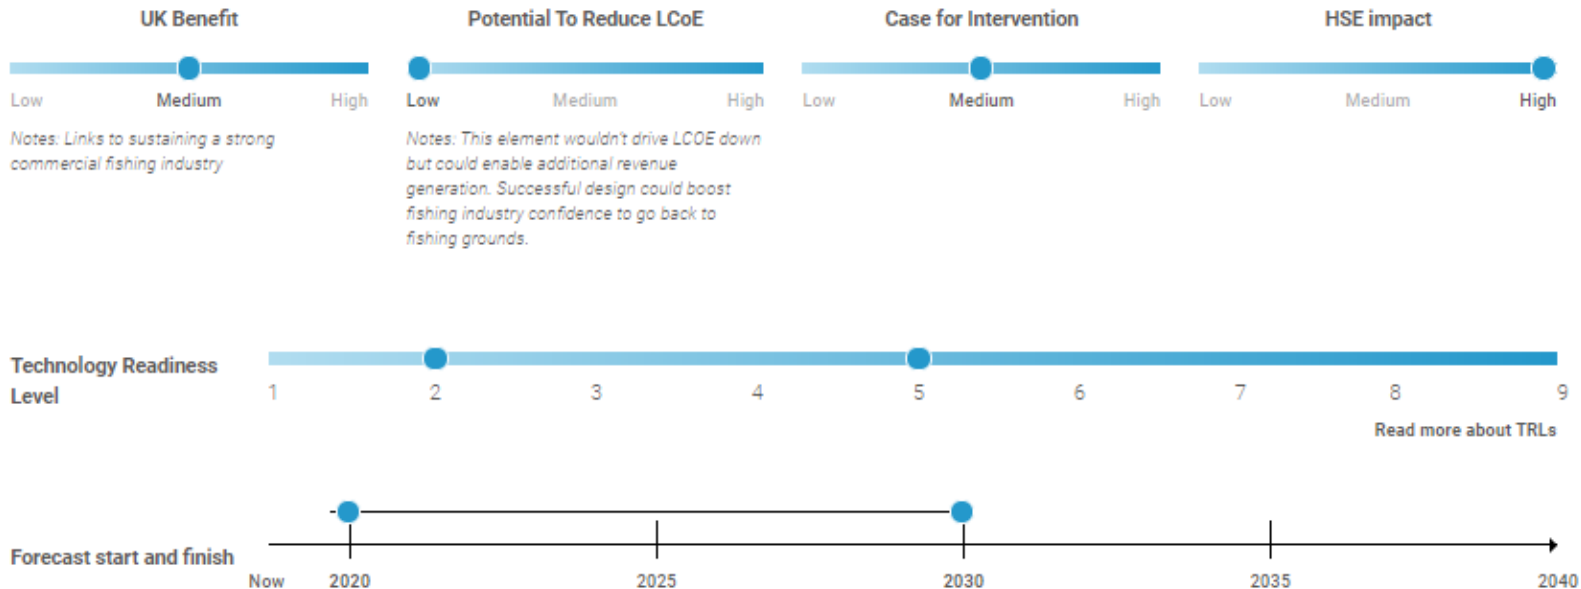 UK Benefit
Low Medium High
Notes: Links to sustaining a strong
commercial fishing industry
Potential To Reduce LCoE
Low Medium High
Notes: This element wouldn't drive LCOE down
but could enable additional revenue
generation. Successful design could boost
fishing industry confidence to go back to
fishing grounds.
Case for Intervention
Low Medium High
HSE impact
Low Medium High
Technology Readiness
Level
1 2 3 4 5 6 7 8 9
Read more about TRLs
Forecast start and finish
Now 2020 2025 2030 2035 2040